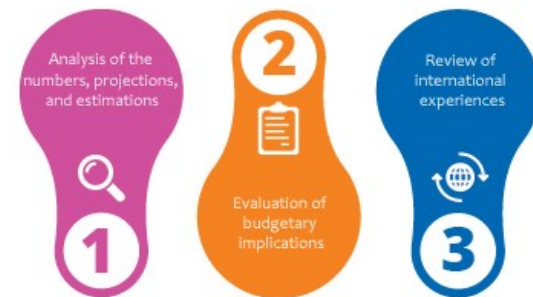 Analysis of the
numbers, projections,
and estimations
1
2
Evaluation of
budgetary
implications
Review of
international
experiences
3